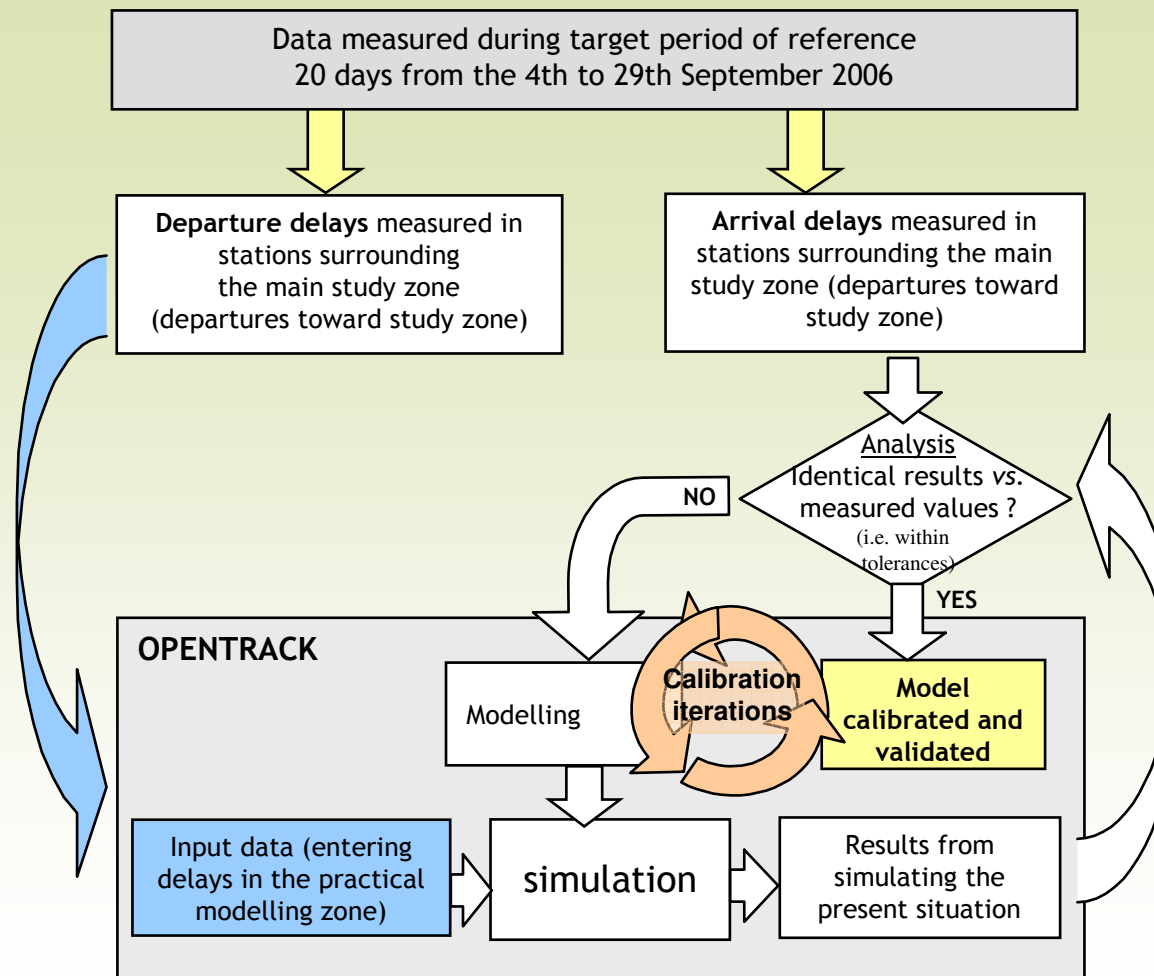 Data measured during target period of reference
20 days from the 4th to 29th September 2006
Departure delays measured in
stations surrounding
the main study zone
(departures toward study zone)
Arrival delays measured in
stations surrounding the main
study zone (departures toward
study zone)
Analysis
Identical results vs.
measured values ?
(i.e. within
tolerances)
NO
YES
OPENTRACK
Modelling
Calibration
iterations
Model
calibrated and
validated
Input data (entering
delays in the practical
modelling zone)
simulation
Results from
simulating the
present situation